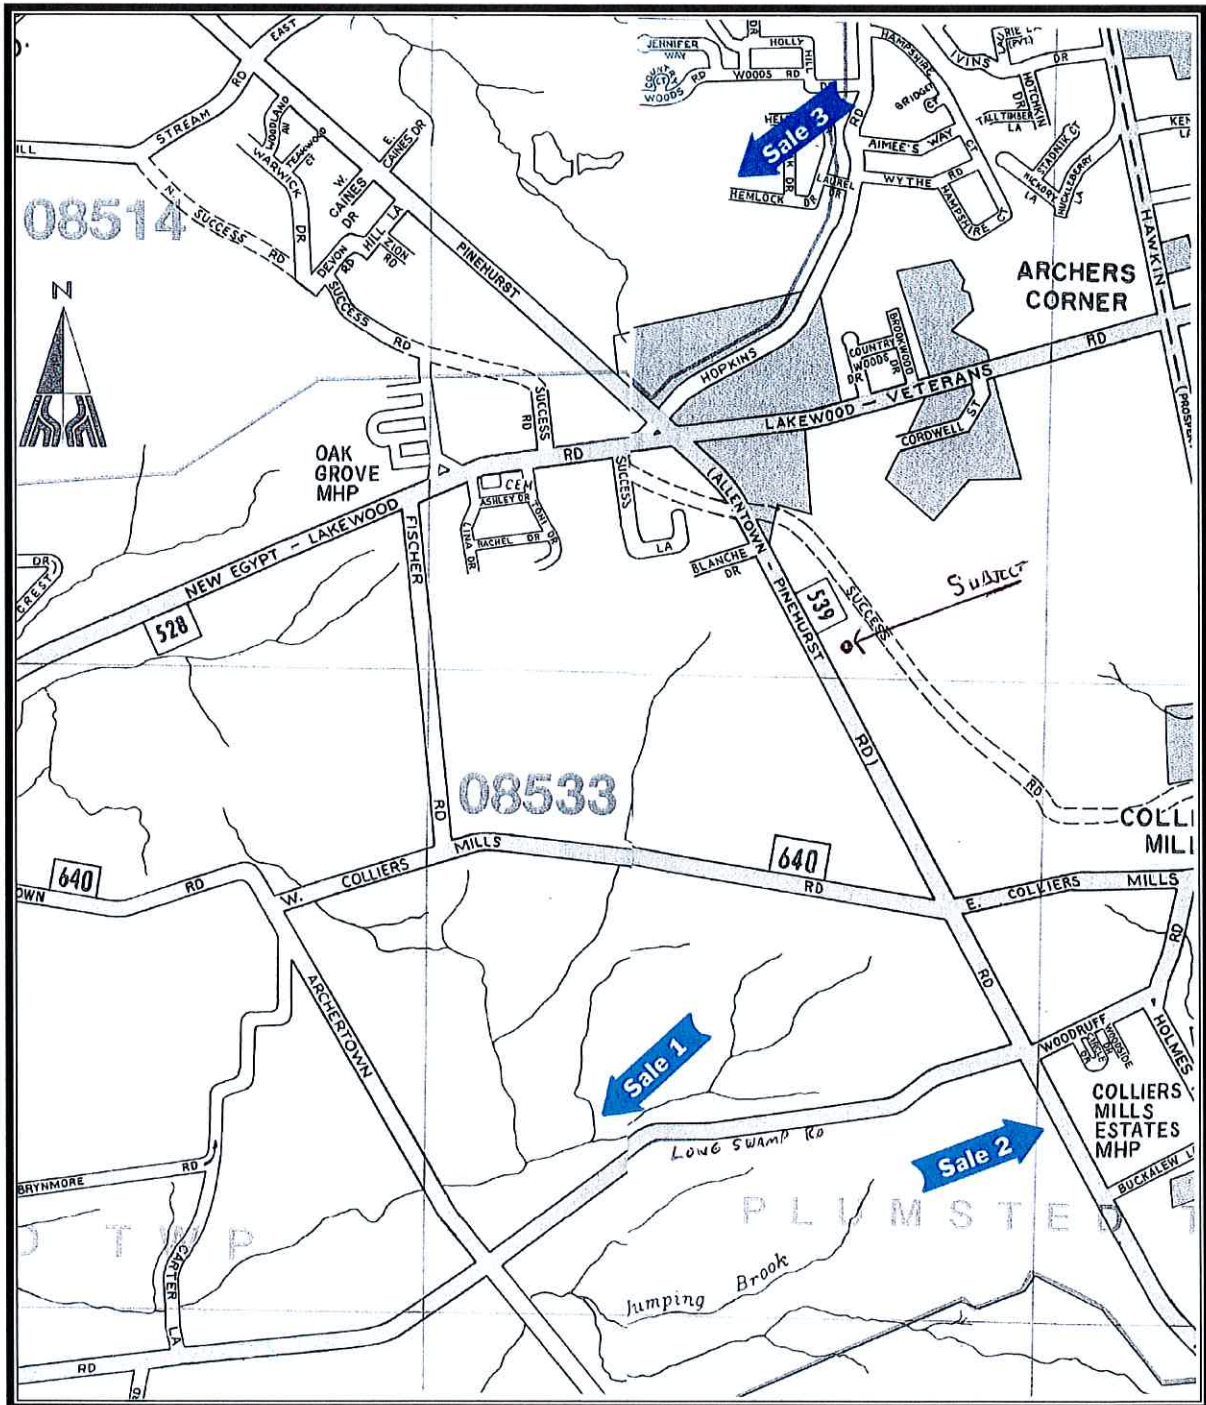 EAST
STREAM RD
WOODLAND AV
TEAKWOOD CT
WARWICK DR
E. CAINES DR
W. CAINES DR
N. SUCCESS RD
08514
DEVON RD
HILL LA
ZION RD
SUCCESS RD
PINEHURST
N
JENNIFER WAY
COUNTRY CT
WOODS RD
WOODS RD
DR
HOLLY HILL DR
HAMPSHIRE
BRIDGET CT
IVINS DR
(PVT.)
HOTCHKIN DR
TALL TIMBER LA
STADNIK CT
HICKORY LA
HUCKLEBERRY LA
Sale 3
HEMLOCK DR
LAUREL DR
RD
AIMEE'S WAY
WYTHE RD
HAMPSHIRE CT
CT
HAWKIN
ARCHERS
CORNER
HOPKINS
COUNTRY WOODS DR
BROOKWOOD DR
LAKEWOOD - VETERANS RD
CORDWELL ST
SUCCESS RD
OAK
GROVE
MHP
RD
CEM
ASHLEY DR
TONI DR
LINA DR
RACHEL DR
SUCCESS LA
BLANCHE DR
(ALLENTOWN - PINEHURST RD)
NEW EGYPT - LAKEWOOD
528
FISCHER RD
CREST DR
539
SUCCESS RD
SUBJECT
08533
COLLI
MILL
640
OWN RD
W. COLLIERS MILLS RD
640
E. COLLIERS MILLS RD
RD
ARCHERTOWN
Sale 1
LONG SWAMP RD
WOODRUFF
WOODSIDE DR
CIRCLE DR
HOLMES
COLLIERS
MILLS
ESTATES
MHP
Sale 2
BUCKALEW L
BRYNMORE RD
D TWP
PLUMSTED T
CARTER LA
Jumping Brook
RD